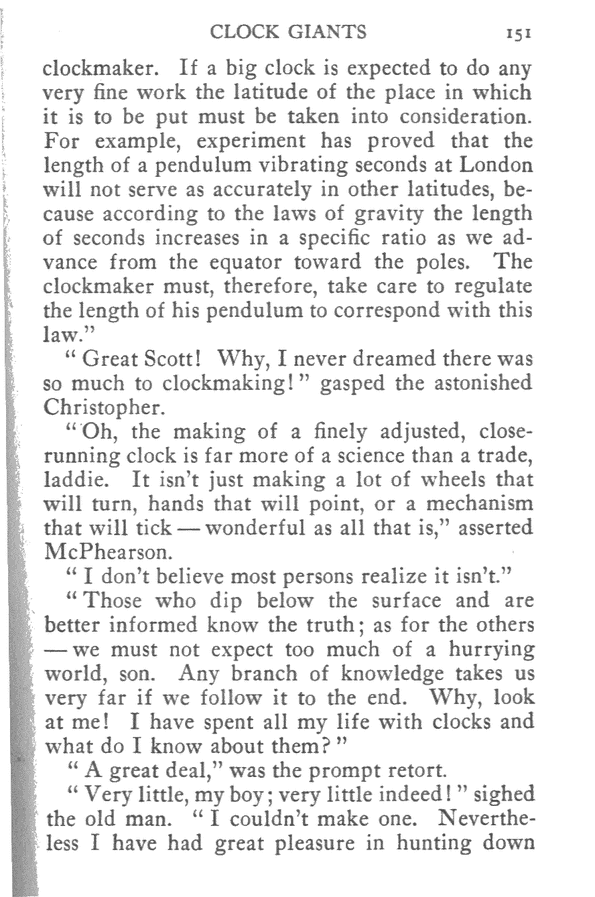 CLOCK GIANTS 151
clockmaker. If a big clock is expected to do any
very fine work the latitude of the place in which
it is to be put must be taken into consideration.
For example, experiment has proved that the
length of a pendulum vibrating seconds at London
will not serve as accurately in other latitudes, be-
cause according to the laws of gravity the length
of seconds increases in a specific ratio as we ad-
vance from the equator toward the poles. The
clockmaker must, therefore, take care to regulate
the length of his pendulum to correspond with this
law.”
“ Great Scott! Why, I never dreamed there was
so much to clockmaking! ” gasped the astonished
Christopher.
“ Oh, the making of a finely adjusted, close-
running clock is far more of a science than a trade,
laddie. It isn't just making a lot of wheels that
will turn, hands that will point, or a mechanism
that will tick — wonderful as all that is,” asserted
McPhearson.
“ I don't believe most persons realize it isn't.”
“ Those who dip below the surface and are
better informed know the truth; as for the others
— we must not expect too much of a hurrying
world, son. Any branch of knowledge takes us
very far if we follow it to the end. Why, look
at me! I have spent all my life with clocks and
what do I know about them? ”
“ A great deal,” was the prompt retort.
“ Very little, my boy; very little indeed! ” sighed
the old man. “ I couldn't make one. Neverthe-
less I have had great pleasure in hunting down